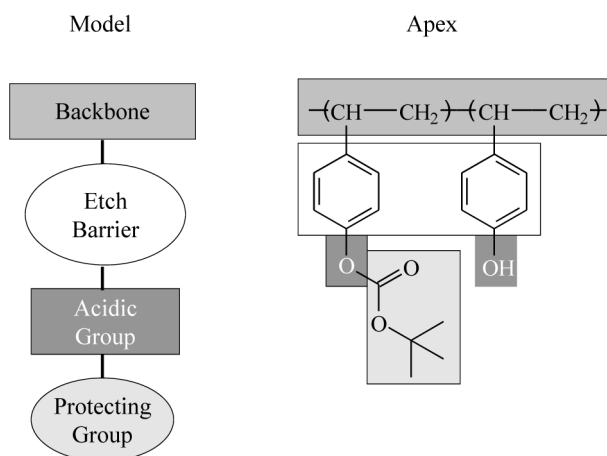 Model
Apex
Backbone
Etch
Barrier
Acidic
Group
Protecting
Group
(CH CH₂)(CH CH₂)
O
OH
O
O